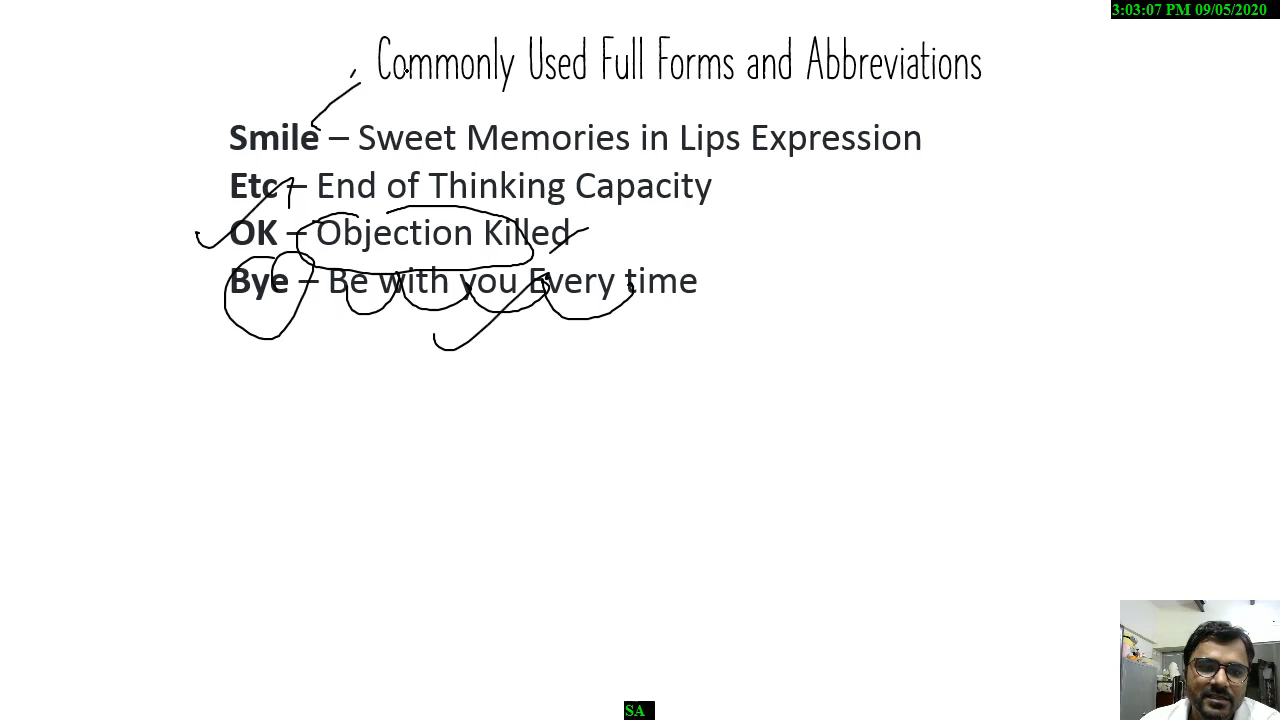 3:03:07 PM 09/05/2020
Commonly Used Full Forms and Abbreviations
Smile – Sweet Memories in Lips Expression
Etc – End of Thinking Capacity
OK – Objection Killed
Bye – Be with you Every time
SA